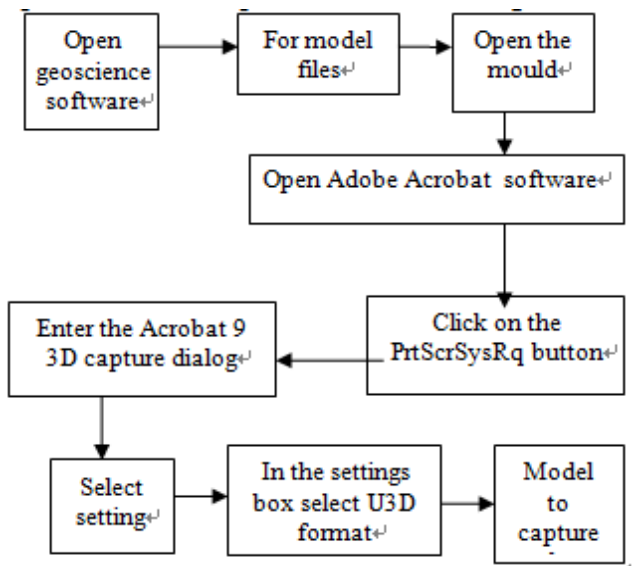 Open
geoscience
software↵
For model
files↵
Open the
mould↵
Open Adobe Acrobat software↵
Click on the
PrtScrSysRq button↵
Enter the Acrobat 9
3D capture dialog↵
Select
setting↵
In the settings
box select U3D
format↵
Model
to
capture